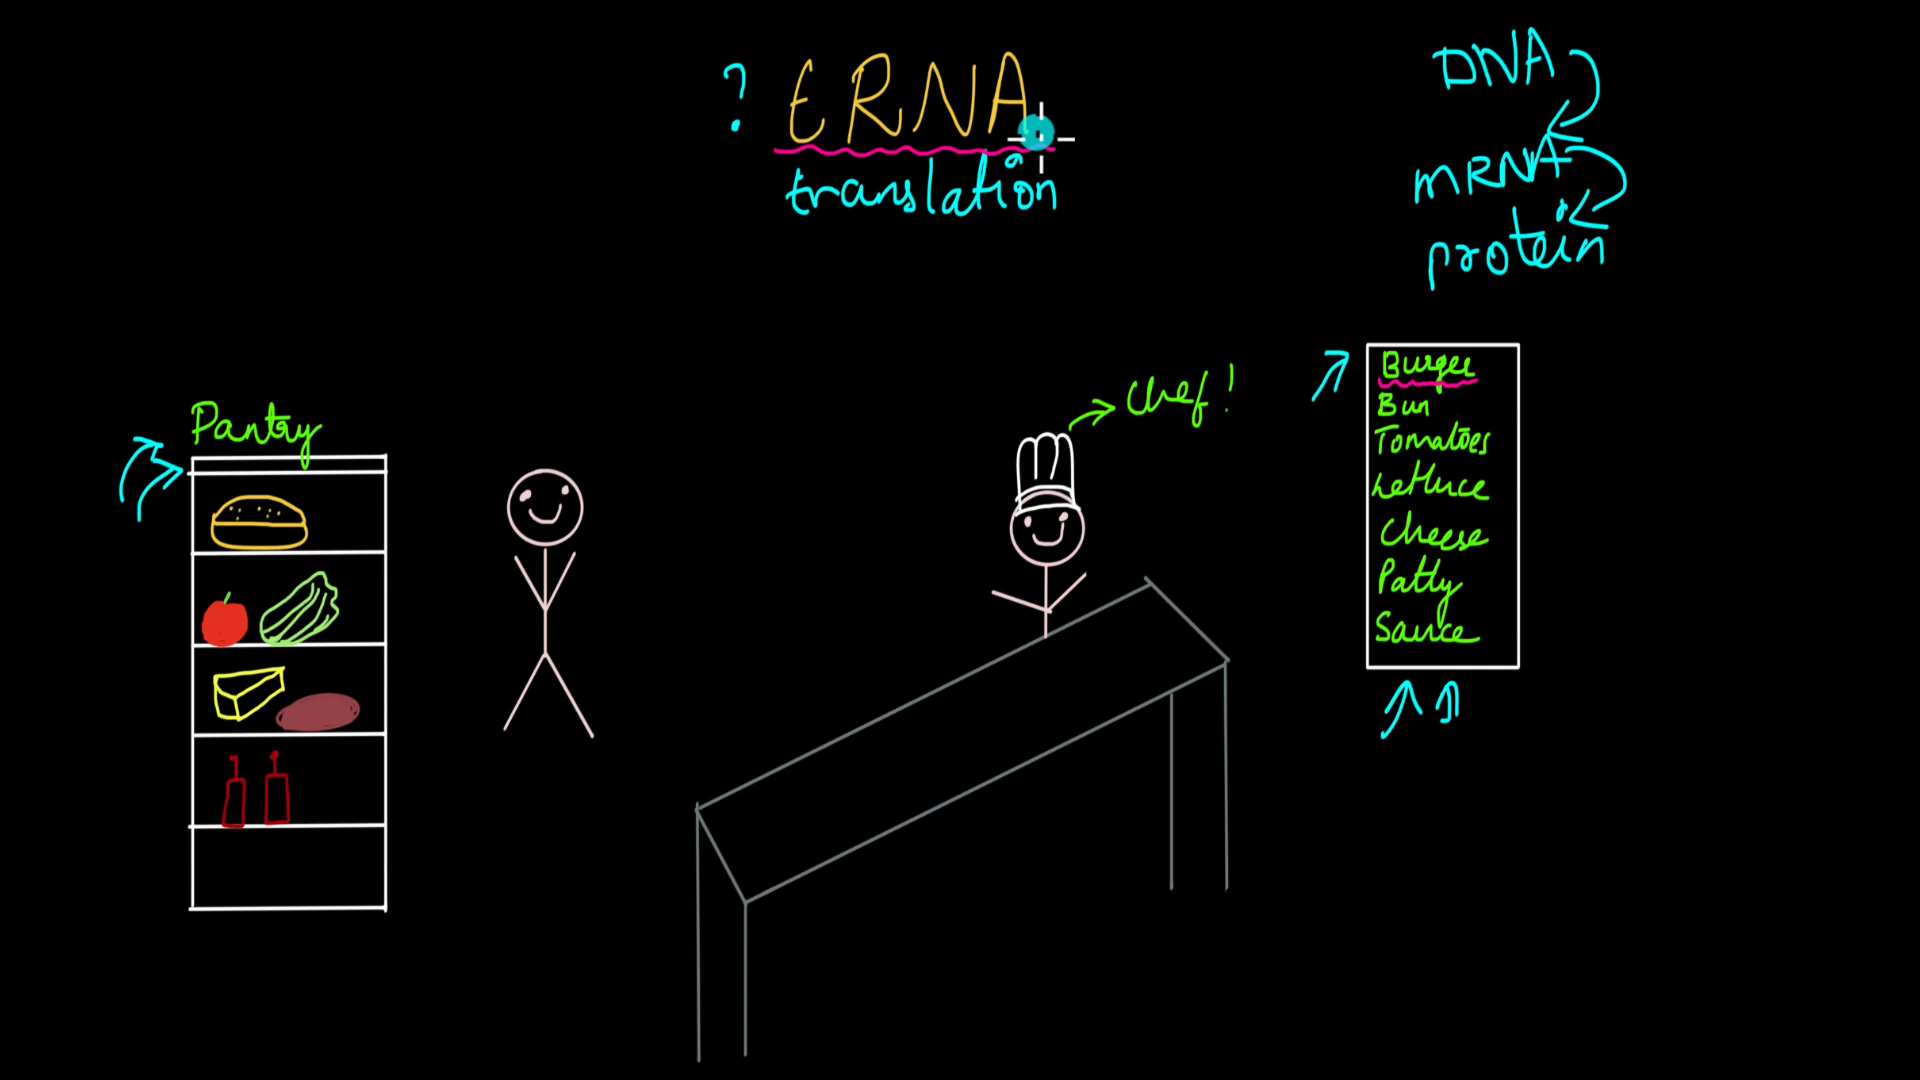 ? tRNA
translation
DNA
mRNA
protein
Chef!
Pantry
Burger
Bun
Tomatoes
Lettuce
Cheese
Patty
Sauce